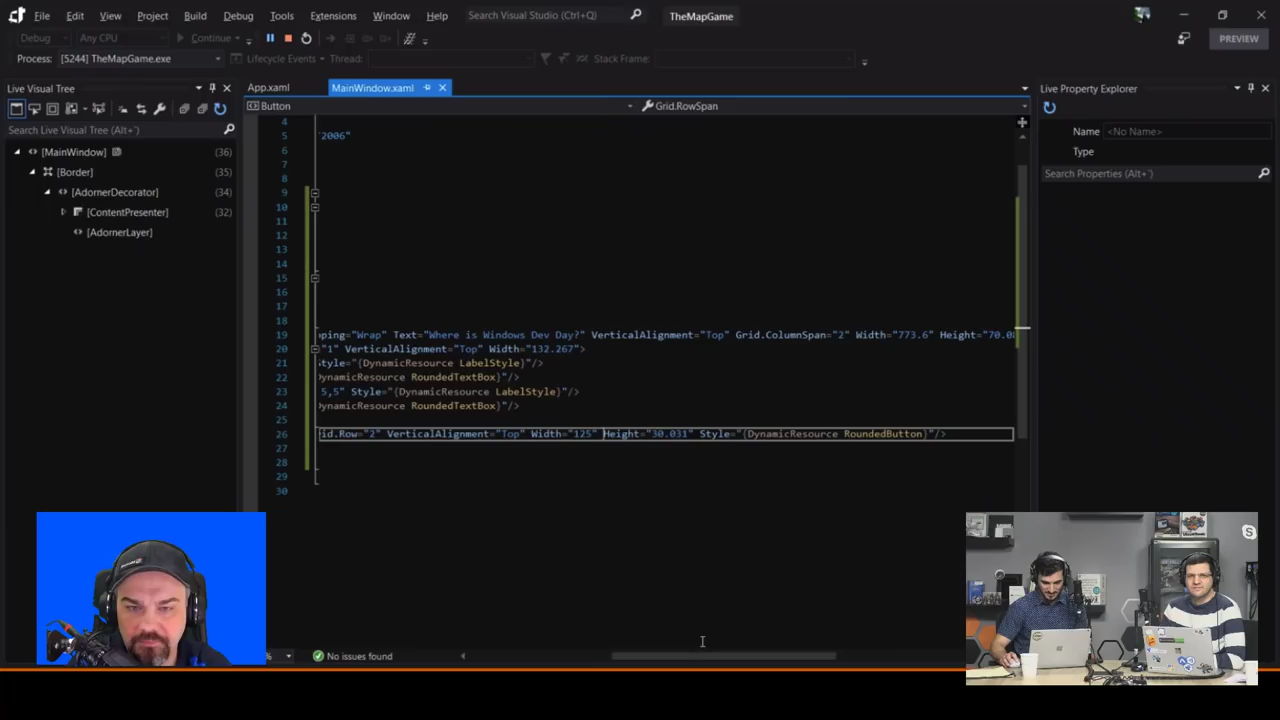 File Edit View Project Build Debug Tools Extensions Window Help Search Visual Studio (Ctrl+Q) TheMapGame
Debug Any CPU Continue PREVIEW
Process: [5244] TheMapGame.exe Lifecycle Events Thread: Stack Frame:
Live Visual Tree
Search Live Visual Tree (Alt+`)
[MainWindow] (36)
[Border] (35)
[AdornerDecorator] (34)
[ContentPresenter] (32)
[AdornerLayer]
App.xaml MainWindow.xaml
Button Grid.RowSpan
4
5 '2006"
6
7
8
9
10
11
12
13
14
15
16
17
18
19 pping="Wrap" Text="Where is Windows Dev Day?" VerticalAlignment="Top" Grid.ColumnSpan="2" Width="773.6" Height="70.0
20 "1" VerticalAlignment="Top" Width="132.267">
21 Style="{DynamicResource LabelStyle}"/>
22 DynamicResource RoundedTextBox}"/>
23 5,5" Style="{DynamicResource LabelStyle}"/>
24 DynamicResource RoundedTextBox}"/>
25
26 id.Row="2" VerticalAlignment="Top" Width="125" Height="30.031" Style="{DynamicResource RoundedButton}"/>
27
28
29
30
% No issues found
Live Property Explorer
Name <No Name>
Type
Search Properties (Alt+`)
S